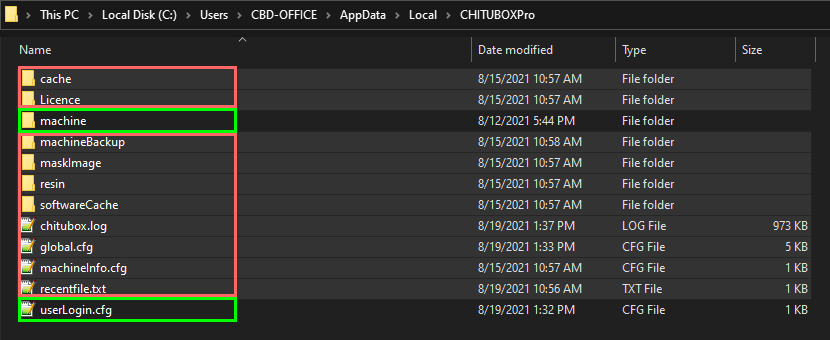 This PC > Local Disk (C:) > Users > CBD-OFFICE > AppData > Local > CHITUBOXPro
Name Date modified Type Size
cache 8/15/2021 10:57 AM File folder
Licence 8/15/2021 10:57 AM File folder
machine 8/12/2021 5:44 PM File folder
machineBackup 8/15/2021 10:58 AM File folder
maskImage 8/15/2021 10:57 AM File folder
resin 8/15/2021 10:57 AM File folder
softwareCache 8/15/2021 10:57 AM File folder
chitubox.log 8/19/2021 1:37 PM LOG File 973 KB
global.cfg 8/19/2021 1:33 PM CFG File 5 KB
machineInfo.cfg 8/15/2021 10:57 AM CFG File 1 KB
recentfile.txt 8/19/2021 10:56 AM TXT File 1 KB
userLogin.cfg 8/19/2021 1:32 PM CFG File 1 KB